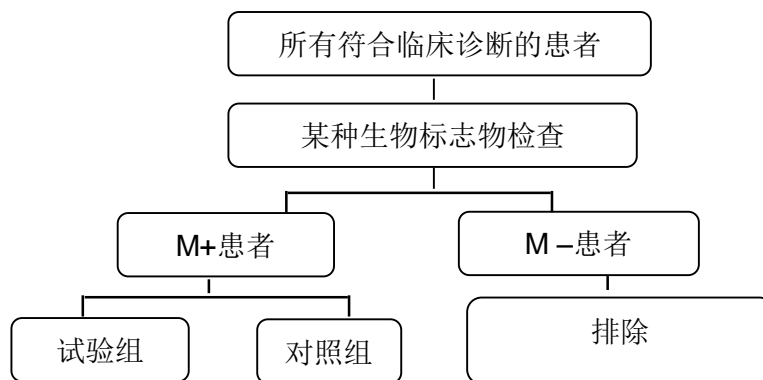 所有符合临床诊断的患者
某种生物标志物检查
M+患者
M –患者
试验组
对照组
排除